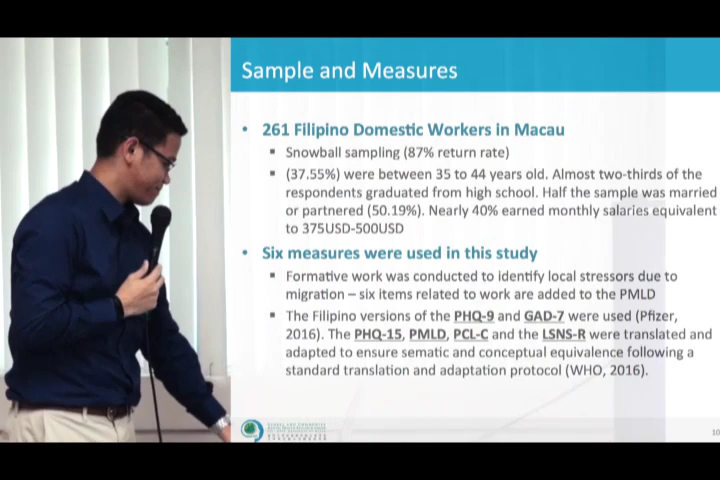 Sample and Measures
• 261 Filipino Domestic Workers in Macau
▪ Snowball sampling (87% return rate)
▪ (37.55%) were between 35 to 44 years old. Almost two-thirds of the
respondents graduated from high school. Half the sample was married
or partnered (50.19%). Nearly 40% earned monthly salaries equivalent
to 375USD-500USD
• Six measures were used in this study
▪ Formative work was conducted to identify local stressors due to
migration – six items related to work are added to the PMLD
▪ The Filipino versions of the PHQ-9 and GAD-7 were used (Pfizer,
2016). The PHQ-15, PMLD, PCL-C and the LSNS-R were translated and
adapted to ensure sematic and conceptual equivalence following a
standard translation and adaptation protocol (WHO, 2016).
10